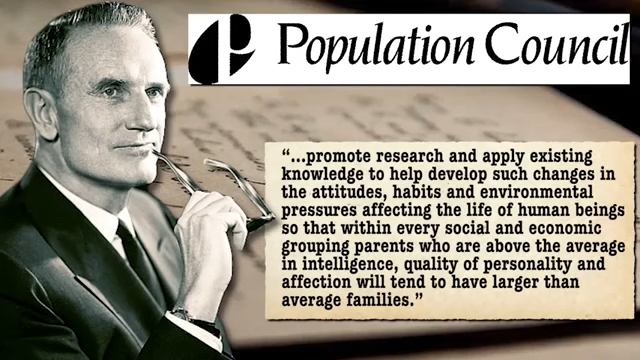 Population Council
“...promote research and apply existing
knowledge to help develop such changes in
the attitudes, habits and environmental
pressures affecting the life of human beings
so that within every social and economic
grouping parents who are above the average
in intelligence, quality of personality and
affection will tend to have larger than
average families.”